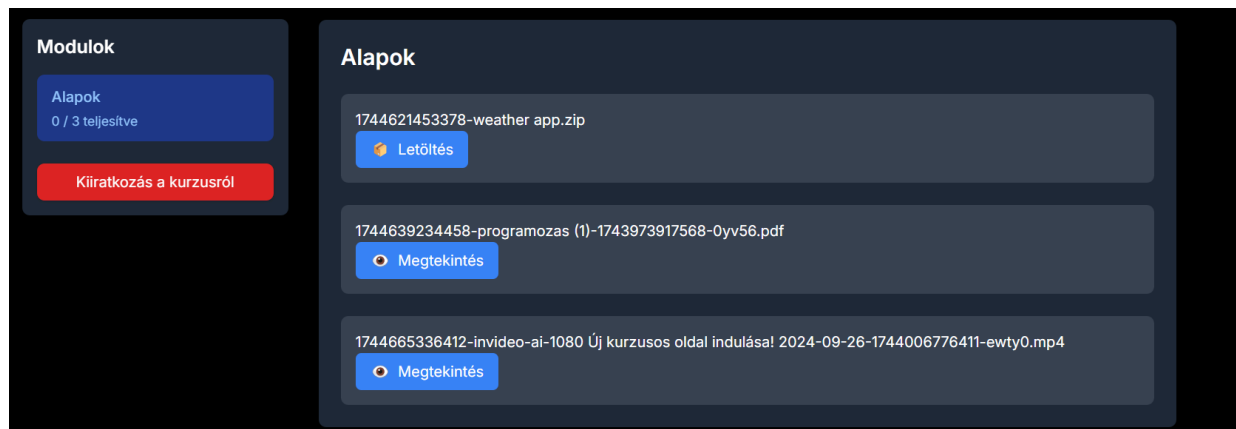 Modulok
Alapok
0 / 3 teljesítve
Kiiratkozás a kurzusról
Alapok
1744621453378-weather app.zip
Letöltés
1744639234458-programozas (1)-1743973917568-0yv56.pdf
Megtekintés
1744665336412-invideo-ai-1080 Új kurzusos oldal indulása! 2024-09-26-1744006776411-ewty0.mp4
Megtekintés